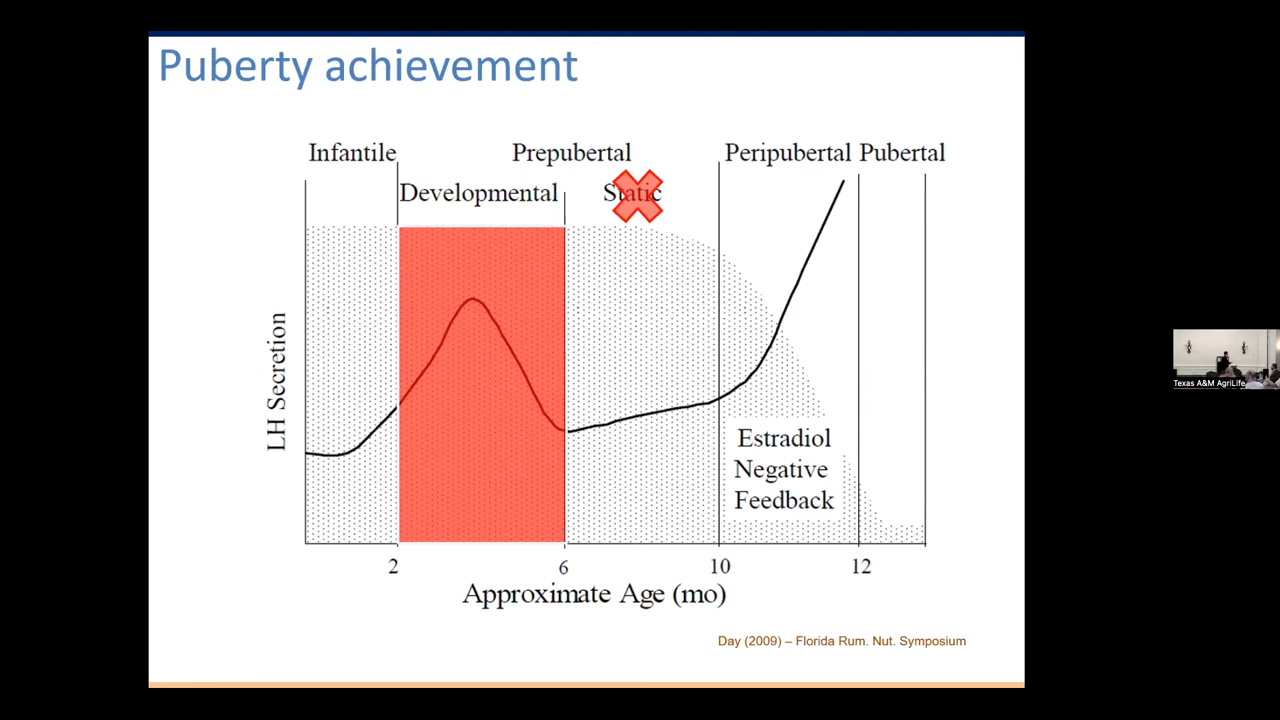 Puberty achievement
Infantile
Prepubertal
Peripubertal
Pubertal
Developmental
Static
LH Secretion
Estradiol
Negative
Feedback
2
6
10
12
Approximate Age (mo)
Day (2009) – Florida Rum. Nut. Symposium
Texas A&M AgriLife